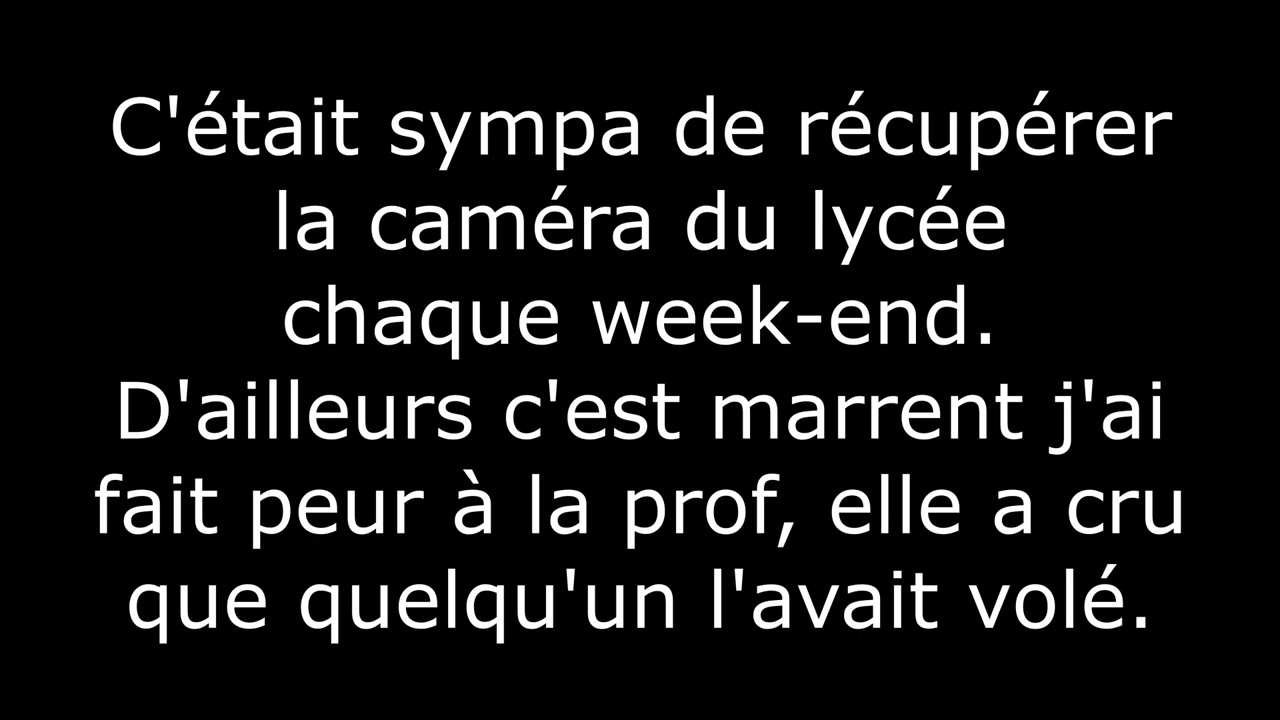 C'était sympa de récupérer
la caméra du lycée
chaque week-end.
D'ailleurs c'est marrent j'ai
fait peur à la prof, elle a cru
que quelqu'un l'avait volé.